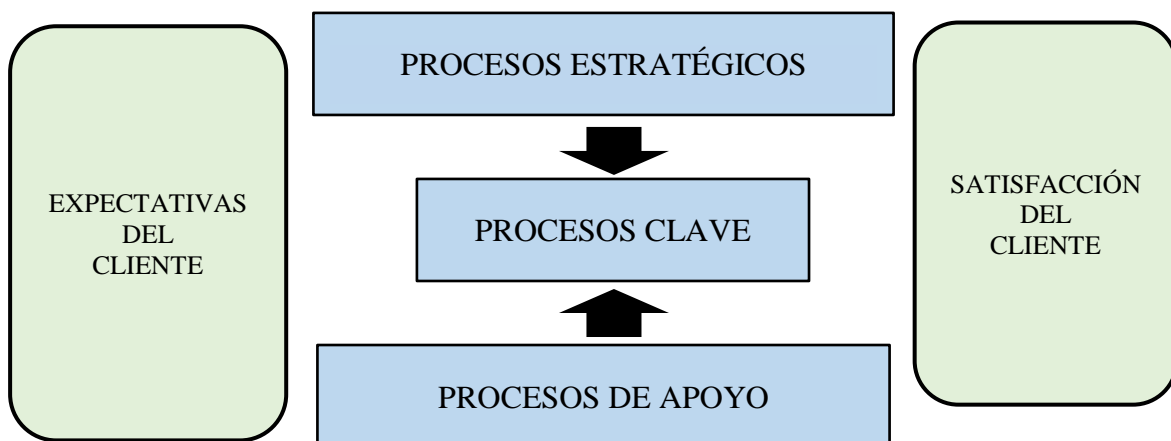 PROCESOS ESTRATÉGICOS
EXPECTATIVAS
DEL
CLIENTE
PROCESOS CLAVE
SATISFACCIÓN
DEL
CLIENTE
PROCESOS DE APOYO